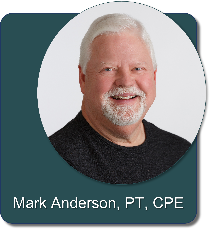 Mark Anderson, PT, CPE